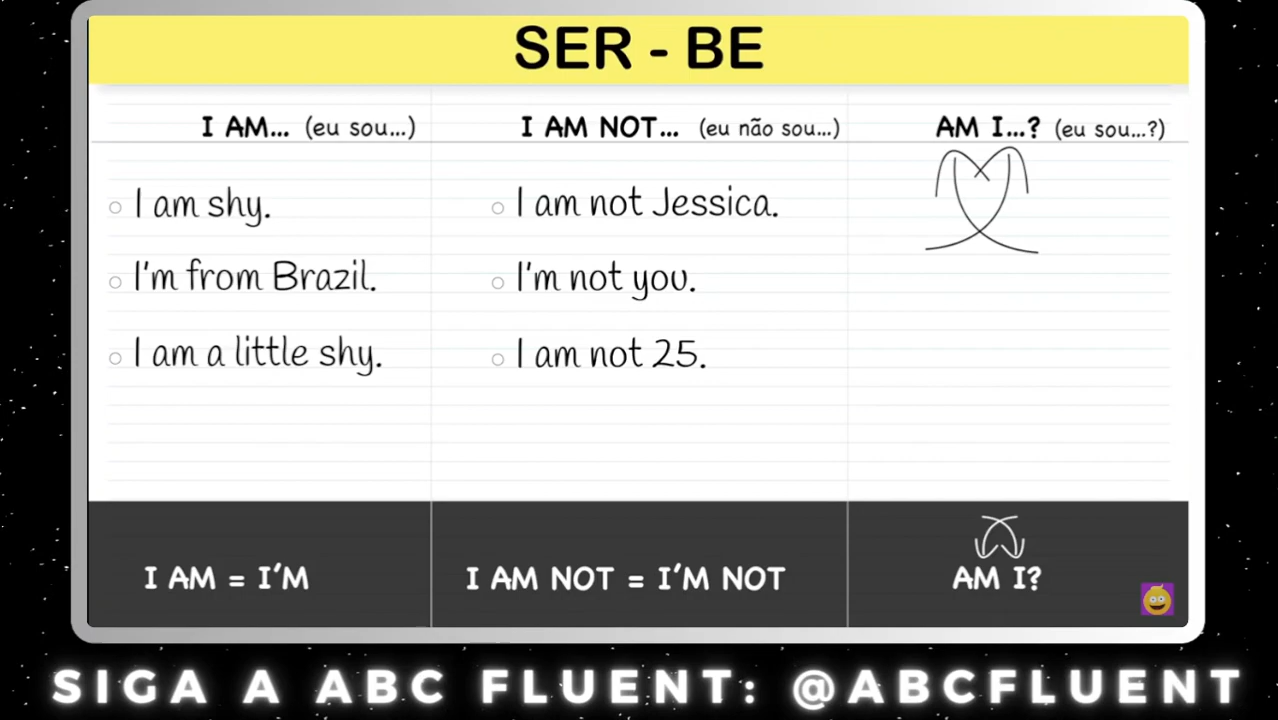 SER - BE
I AM... (eu sou...)
I AM NOT... (eu não sou...)
AM I...? (eu sou...?)
I am shy.
I am not Jessica.
I'm from Brazil.
I'm not you.
I am a little shy.
I am not 25.
I AM = I'M
I AM NOT = I'M NOT
AM I?
SIGA A ABC FLUENT: @ABCFLUENT